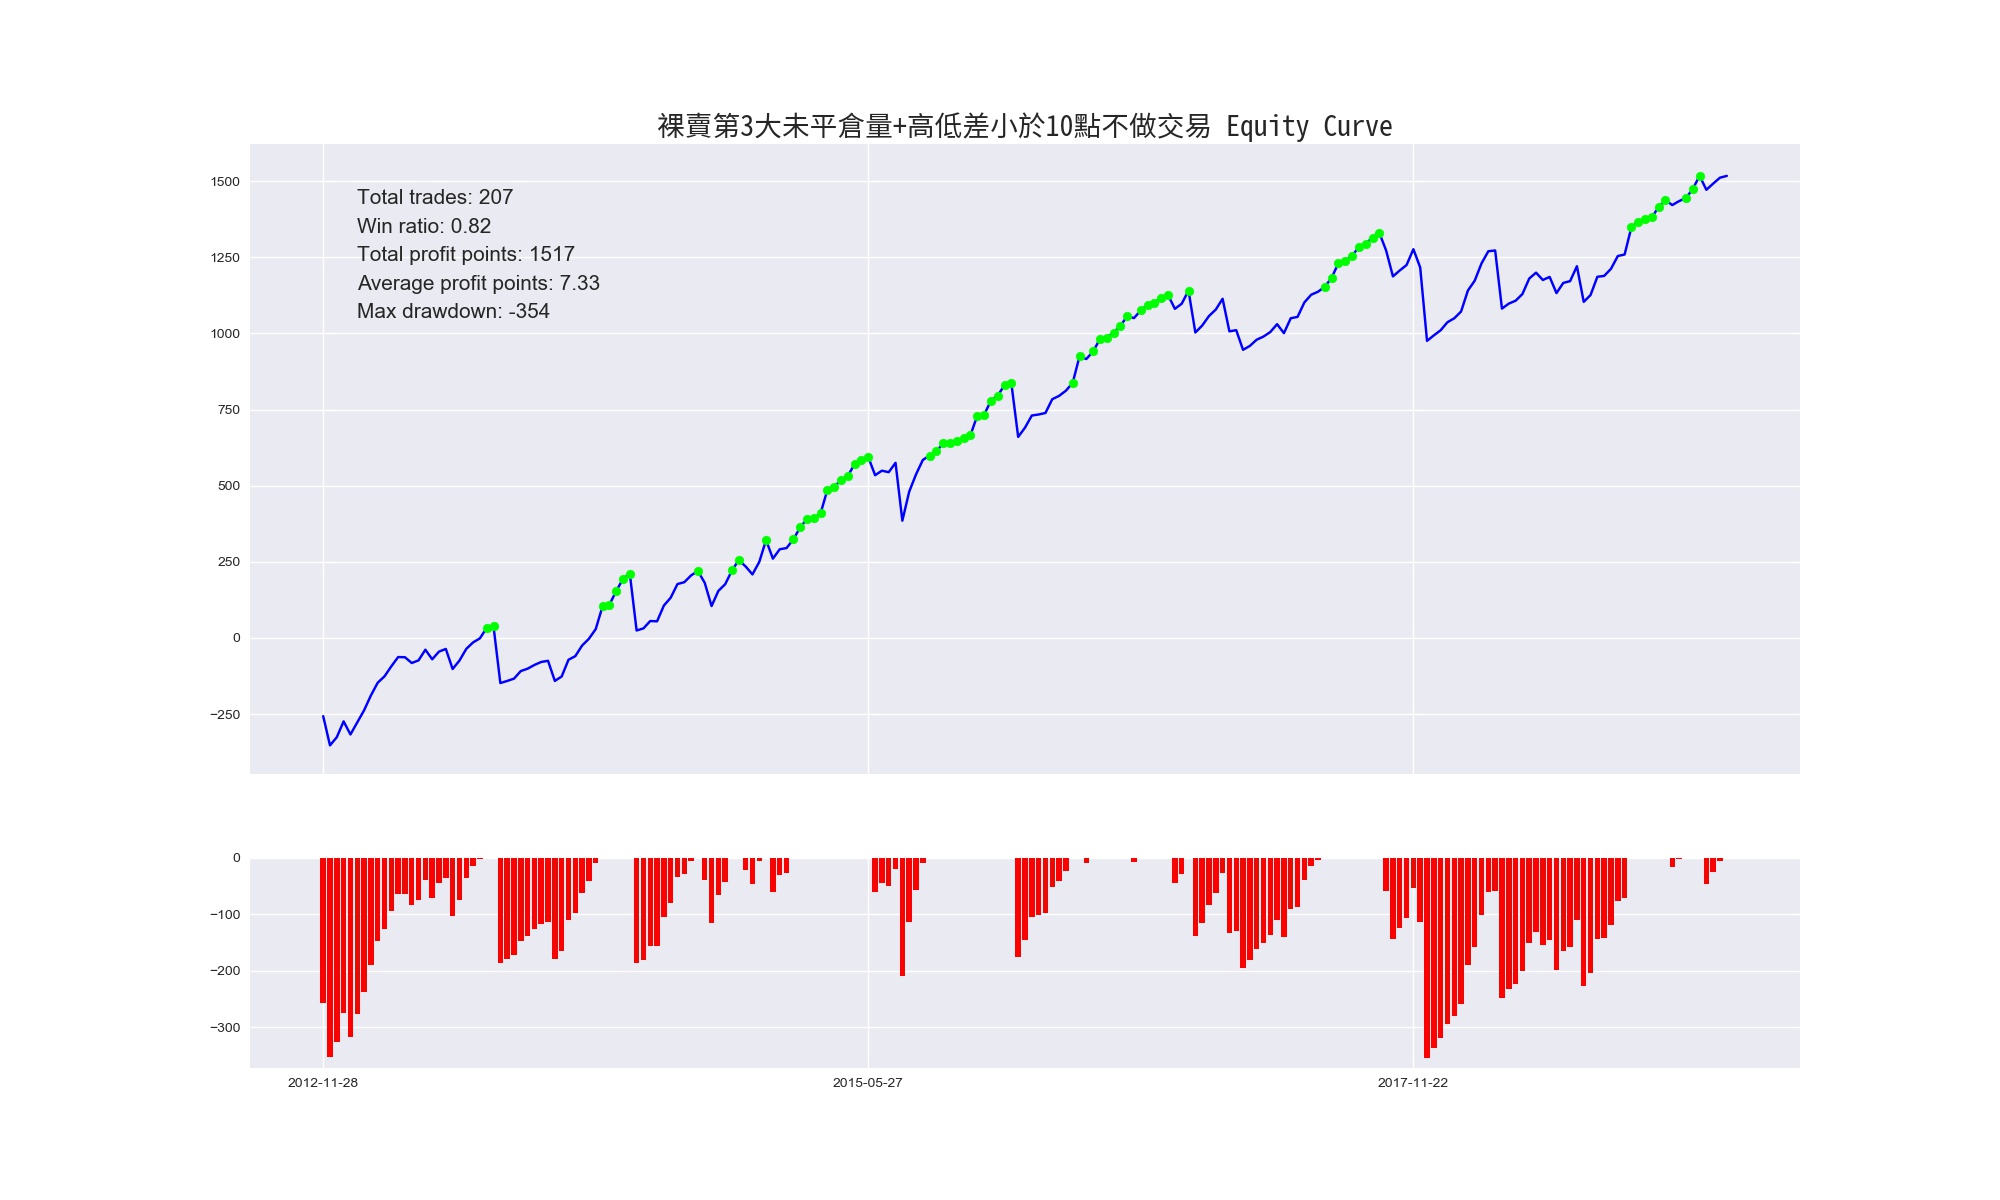 裸賣第3大未平倉量+高低差小於10點不做交易 Equity Curve
1500
1250
1000
750
500
250
0
−250
Total trades: 207
Win ratio: 0.82
Total profit points: 1517
Average profit points: 7.33
Max drawdown: -354
0
−100
−200
−300
2012-11-28
2015-05-27
2017-11-22